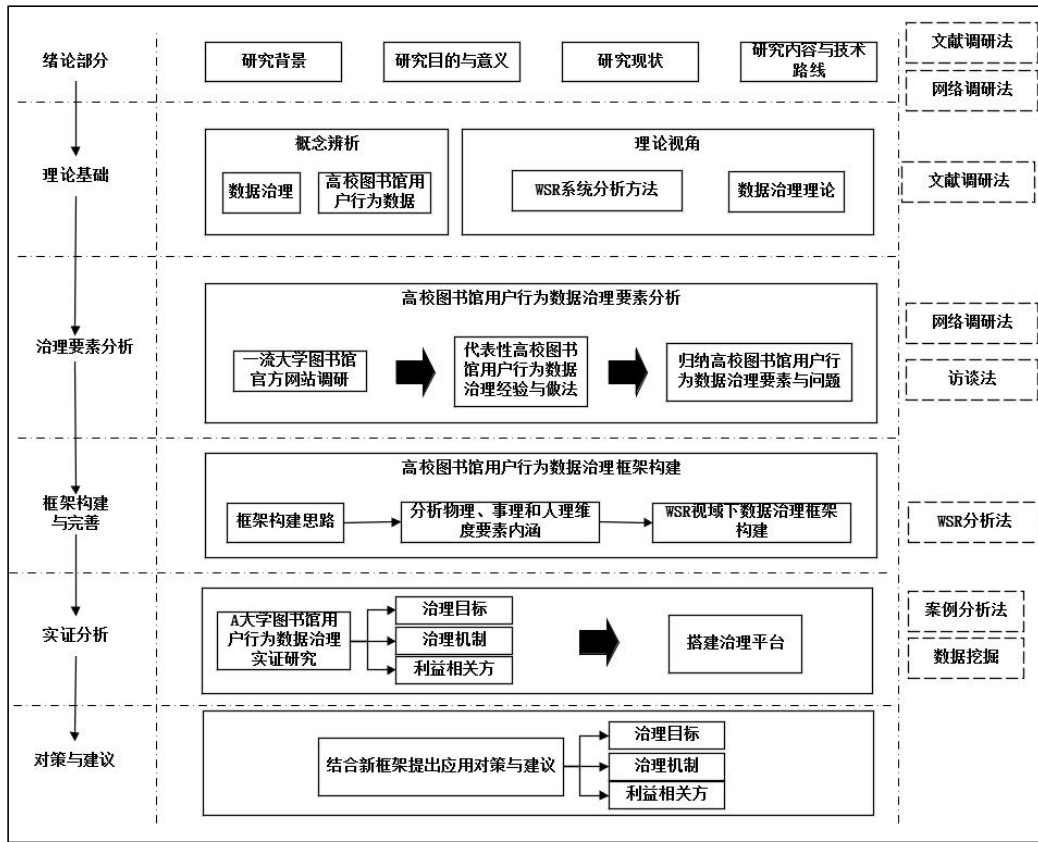 绪论部分
研究背景
研究目的与意义
研究现状
研究内容与技术
路线
文献调研法
网络调研法
理论基础
概念辨析
数据治理
高校图书馆用
户行为数据
理论视角
WSR系统分析方法
数据治理理论
文献调研法
治理要素分析
高校图书馆用户行为数据治理要素分析
一流大学图书馆
官方网站调研
代表性高校图书
馆用户行为数据
治理经验与做法
归纳高校图书馆用户行
为数据治理要素与问题
网络调研法
访谈法
框架构建
与完善
高校图书馆用户行为数据治理框架构建
框架构建思路
分析物理、事理和人理维
度要素内涵
WSR视域下数据治理框架
构建
WSR分析法
实证分析
A大学图书馆用
户行为数据治理
实证研究
治理目标
治理机制
利益相关方
搭建治理平台
案例分析法
数据挖掘
对策与建议
结合新框架提出应用对策与建议
治理目标
治理机制
利益相关方